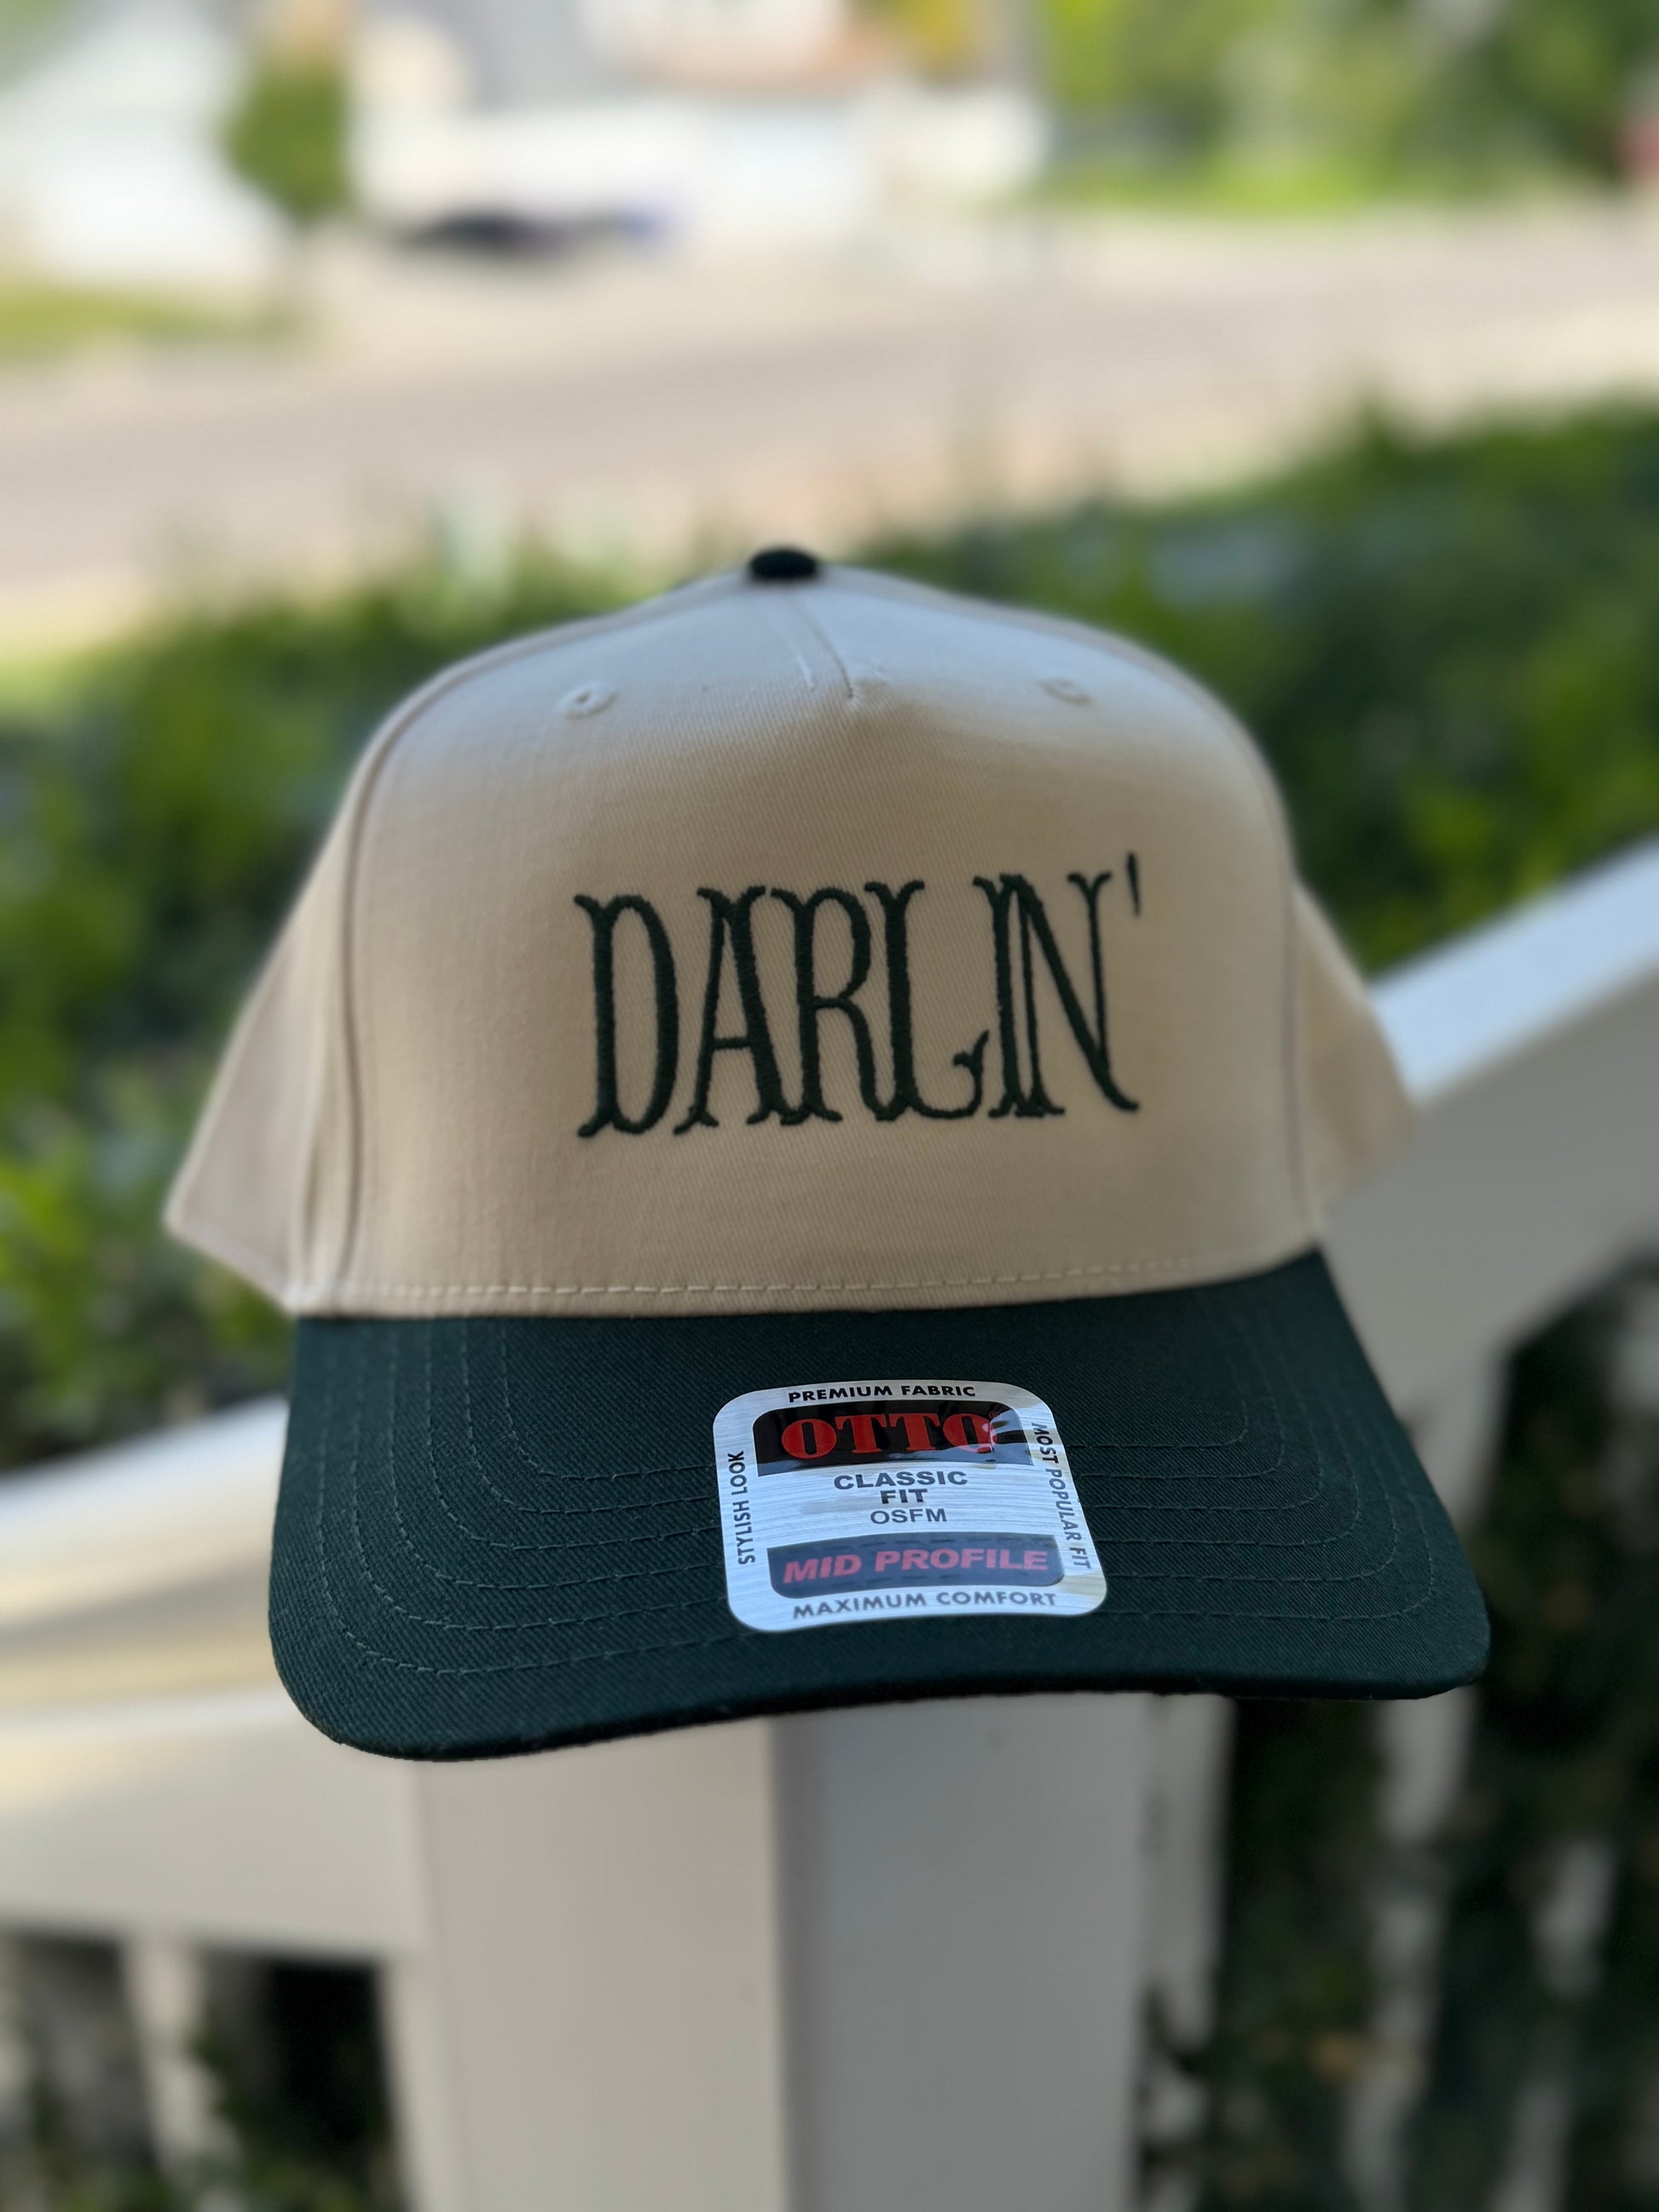 DARLIN'
PREMIUM FABRIC
OTTO
CLASSIC
FIT
OSFM
MID PROFILE
MAXIMUM COMFORT
STYLISH LOOK
MOST POPULAR FIT